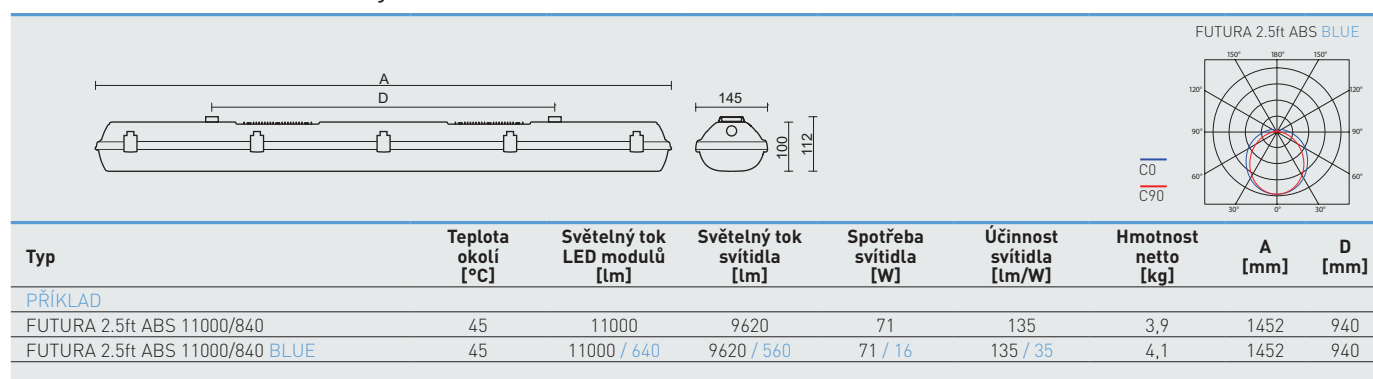 FUTURA 2.5ft ABS BLUE
A
D
145
100
112
150° 180° 150°
120° 120°
90° 90°
60° 60°
30° 0° 30°
C0
C90
Typ Teplota okolí [°C] Světelný tok LED modulů [lm] Světelný tok svítidla [lm] Spotřeba svítidla [W] Účinnost svítidla [lm/W] Hmotnost netto [kg] A [mm] D [mm]
PŘÍKLAD
FUTURA 2.5ft ABS 11000/840 45 11000 9620 71 135 3,9 1452 940
FUTURA 2.5ft ABS 11000/840 BLUE 45 11000 / 640 9620 / 560 71 / 16 135 / 35 4,1 1452 940